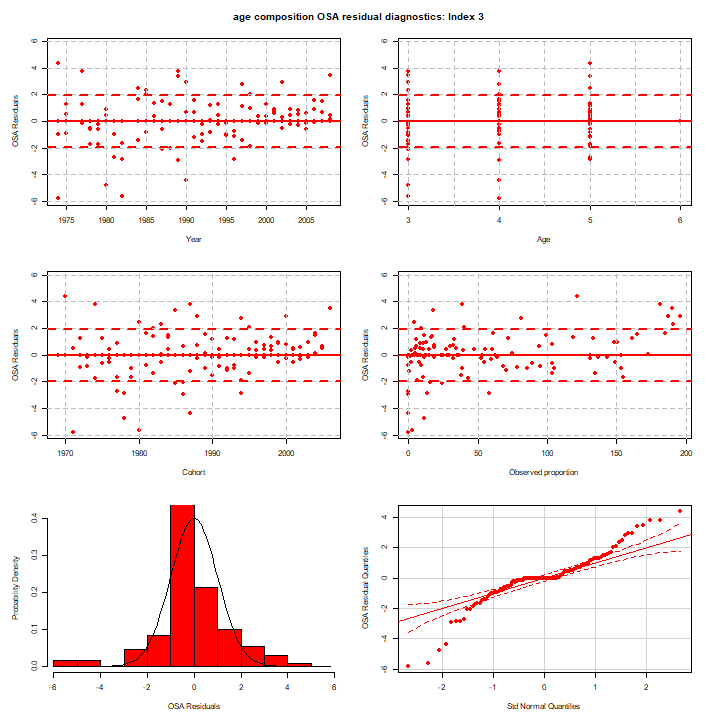 age composition OSA residual diagnostics: Index 3
OSA Residuals
6
4
2
0
-2
-4
-6
1975 1980 1985 1990 1995 2000 2005
Year
OSA Residuals
6
4
2
0
-2
-4
-6
3 4 5 6
Age
OSA Residuals
6
4
2
0
-2
-4
-6
1970 1980 1990 2000
Cohort
OSA Residuals
6
4
2
0
-2
-4
-6
0 50 100 150 200
Observed proportion
Probability Density
0.4
0.3
0.2
0.1
0.0
-6 -4 -2 0 2 4 6
OSA Residuals
OSA Residual Quantiles
4
2
0
-2
-4
-6
-2 -1 0 1 2
Std Normal Quantiles